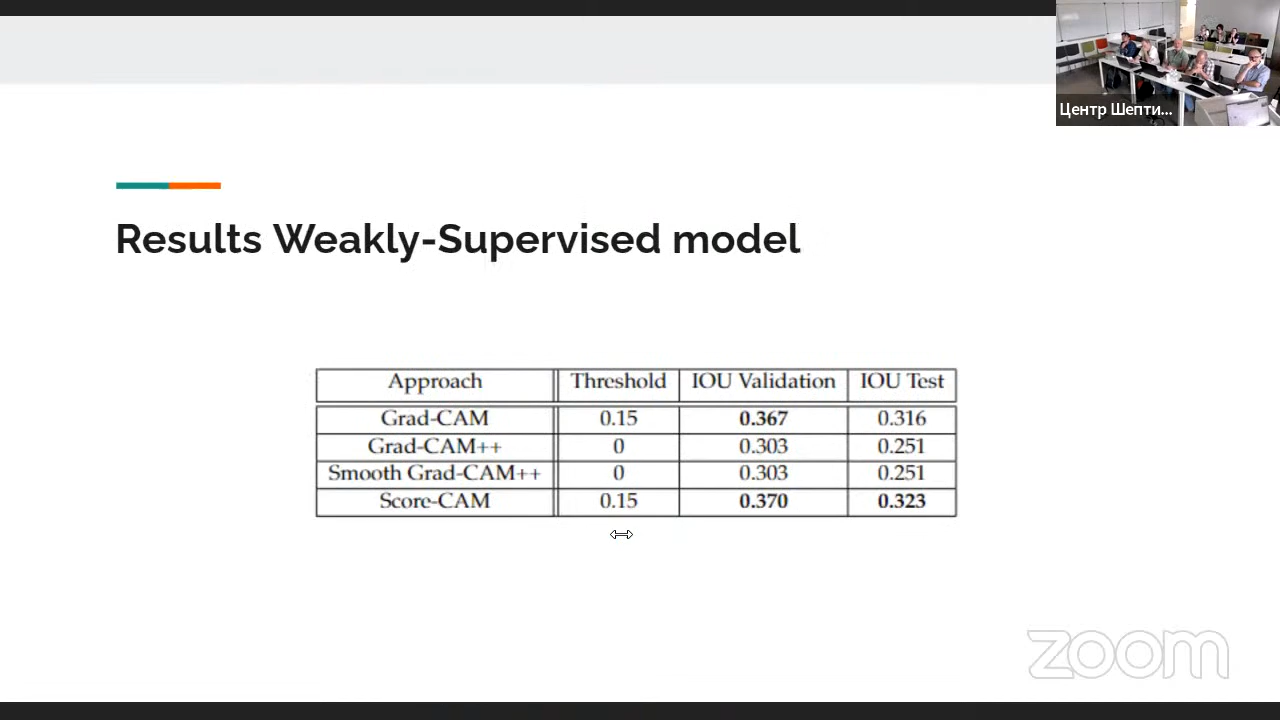 Центр Шепти...
Results Weakly-Supervised model
Approach Threshold IOU Validation IOU Test
Grad-CAM 0.15 0.367 0.316
Grad-CAM++ 0 0.303 0.251
Smooth Grad-CAM++ 0 0.303 0.251
Score-CAM 0.15 0.370 0.323
zoom